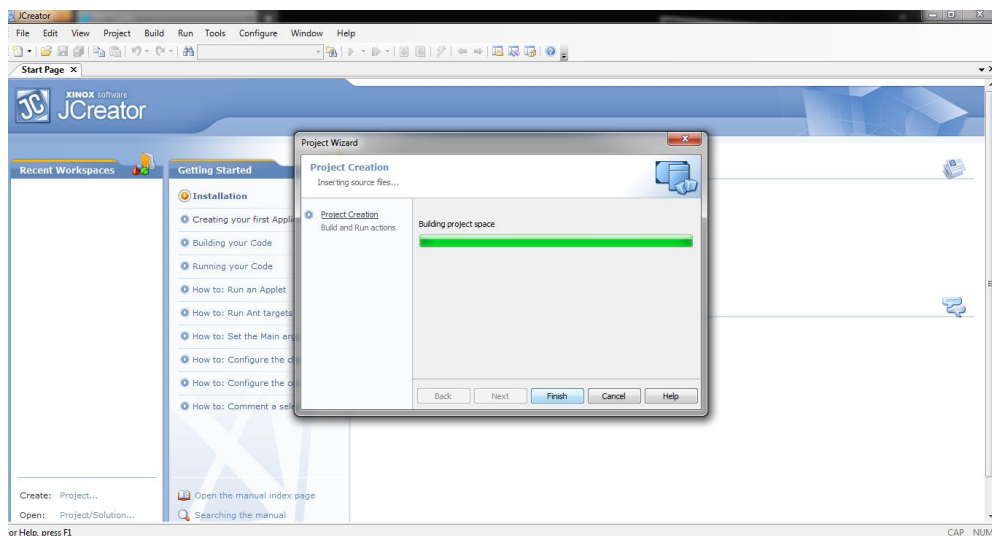 JCreator
File Edit View Project Build Run Tools Configure Window Help
Start Page
XINOX software
JCreator
Recent Workspaces
Getting Started
Installation
Creating your first Appli
Building your Code
Running your Code
How to: Run an Applet
How to: Run Ant targets
How to: Set the Main arg
How to: Configure the c
How to: Configure the c
How to: Comment a sele
Project Wizard
Project Creation
Inserting source files...
Project Creation
Build and Run actions
Building project space
Back Next Finish Cancel Help
Create: Project...
Open: Project/Solution...
Open the manual index page
Searching the manual
or Help, press F1
CAP NUM